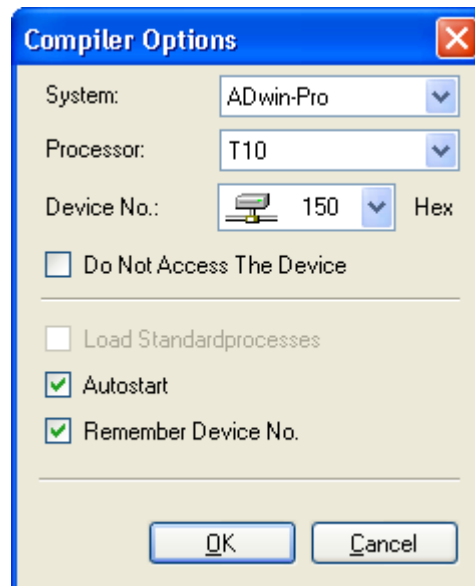 Compiler Options
System: ADwin-Pro
Processor: T10
Device No.: 150 Hex
Do Not Access The Device
Load Standardprocesses
Autostart
Remember Device No.
OK Cancel